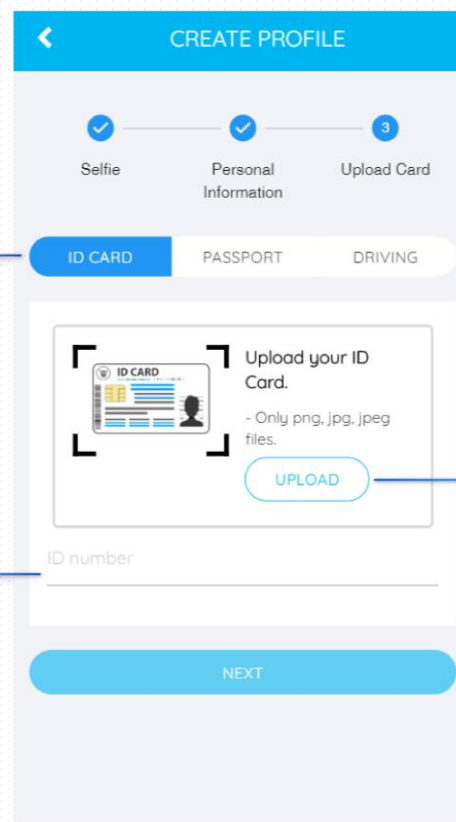 CREATE PROFILE
3
Selfie
Personal
Information
Upload Card
ID CARD
PASSPORT
DRIVING
ID CARD
Upload your ID
Card.
- Only png, jpg, jpeg
files.
UPLOAD
ID number
NEXT